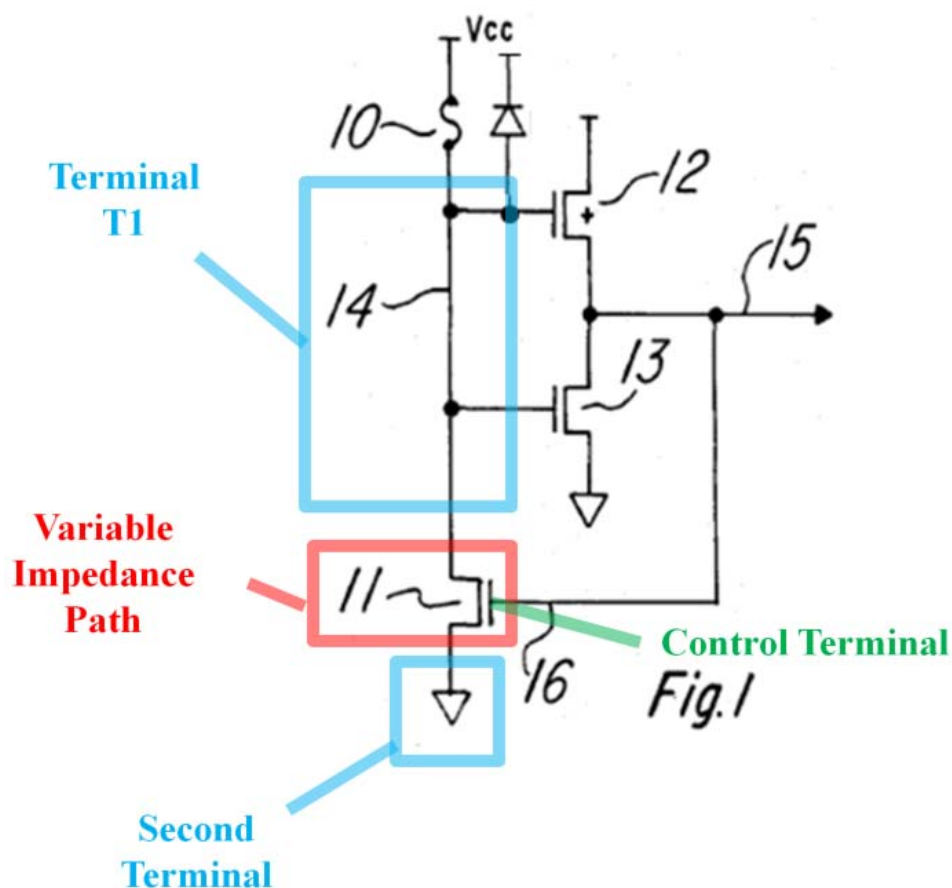 Vcc
10
12
Terminal
T1
15
14
13
Variable
Impedance
Path
11
Control Terminal
16
Fig.1
Second
Terminal